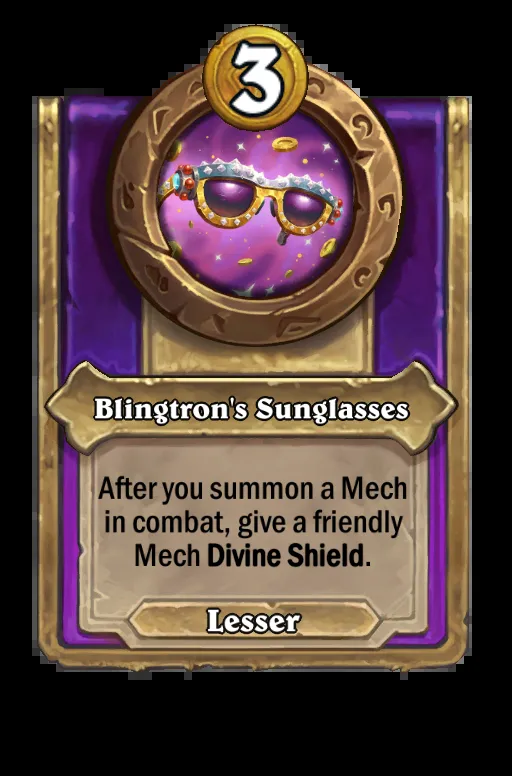 3
Blingtron's Sunglasses
After you summon a Mech
in combat, give a friendly
Mech Divine Shield.
Lesser